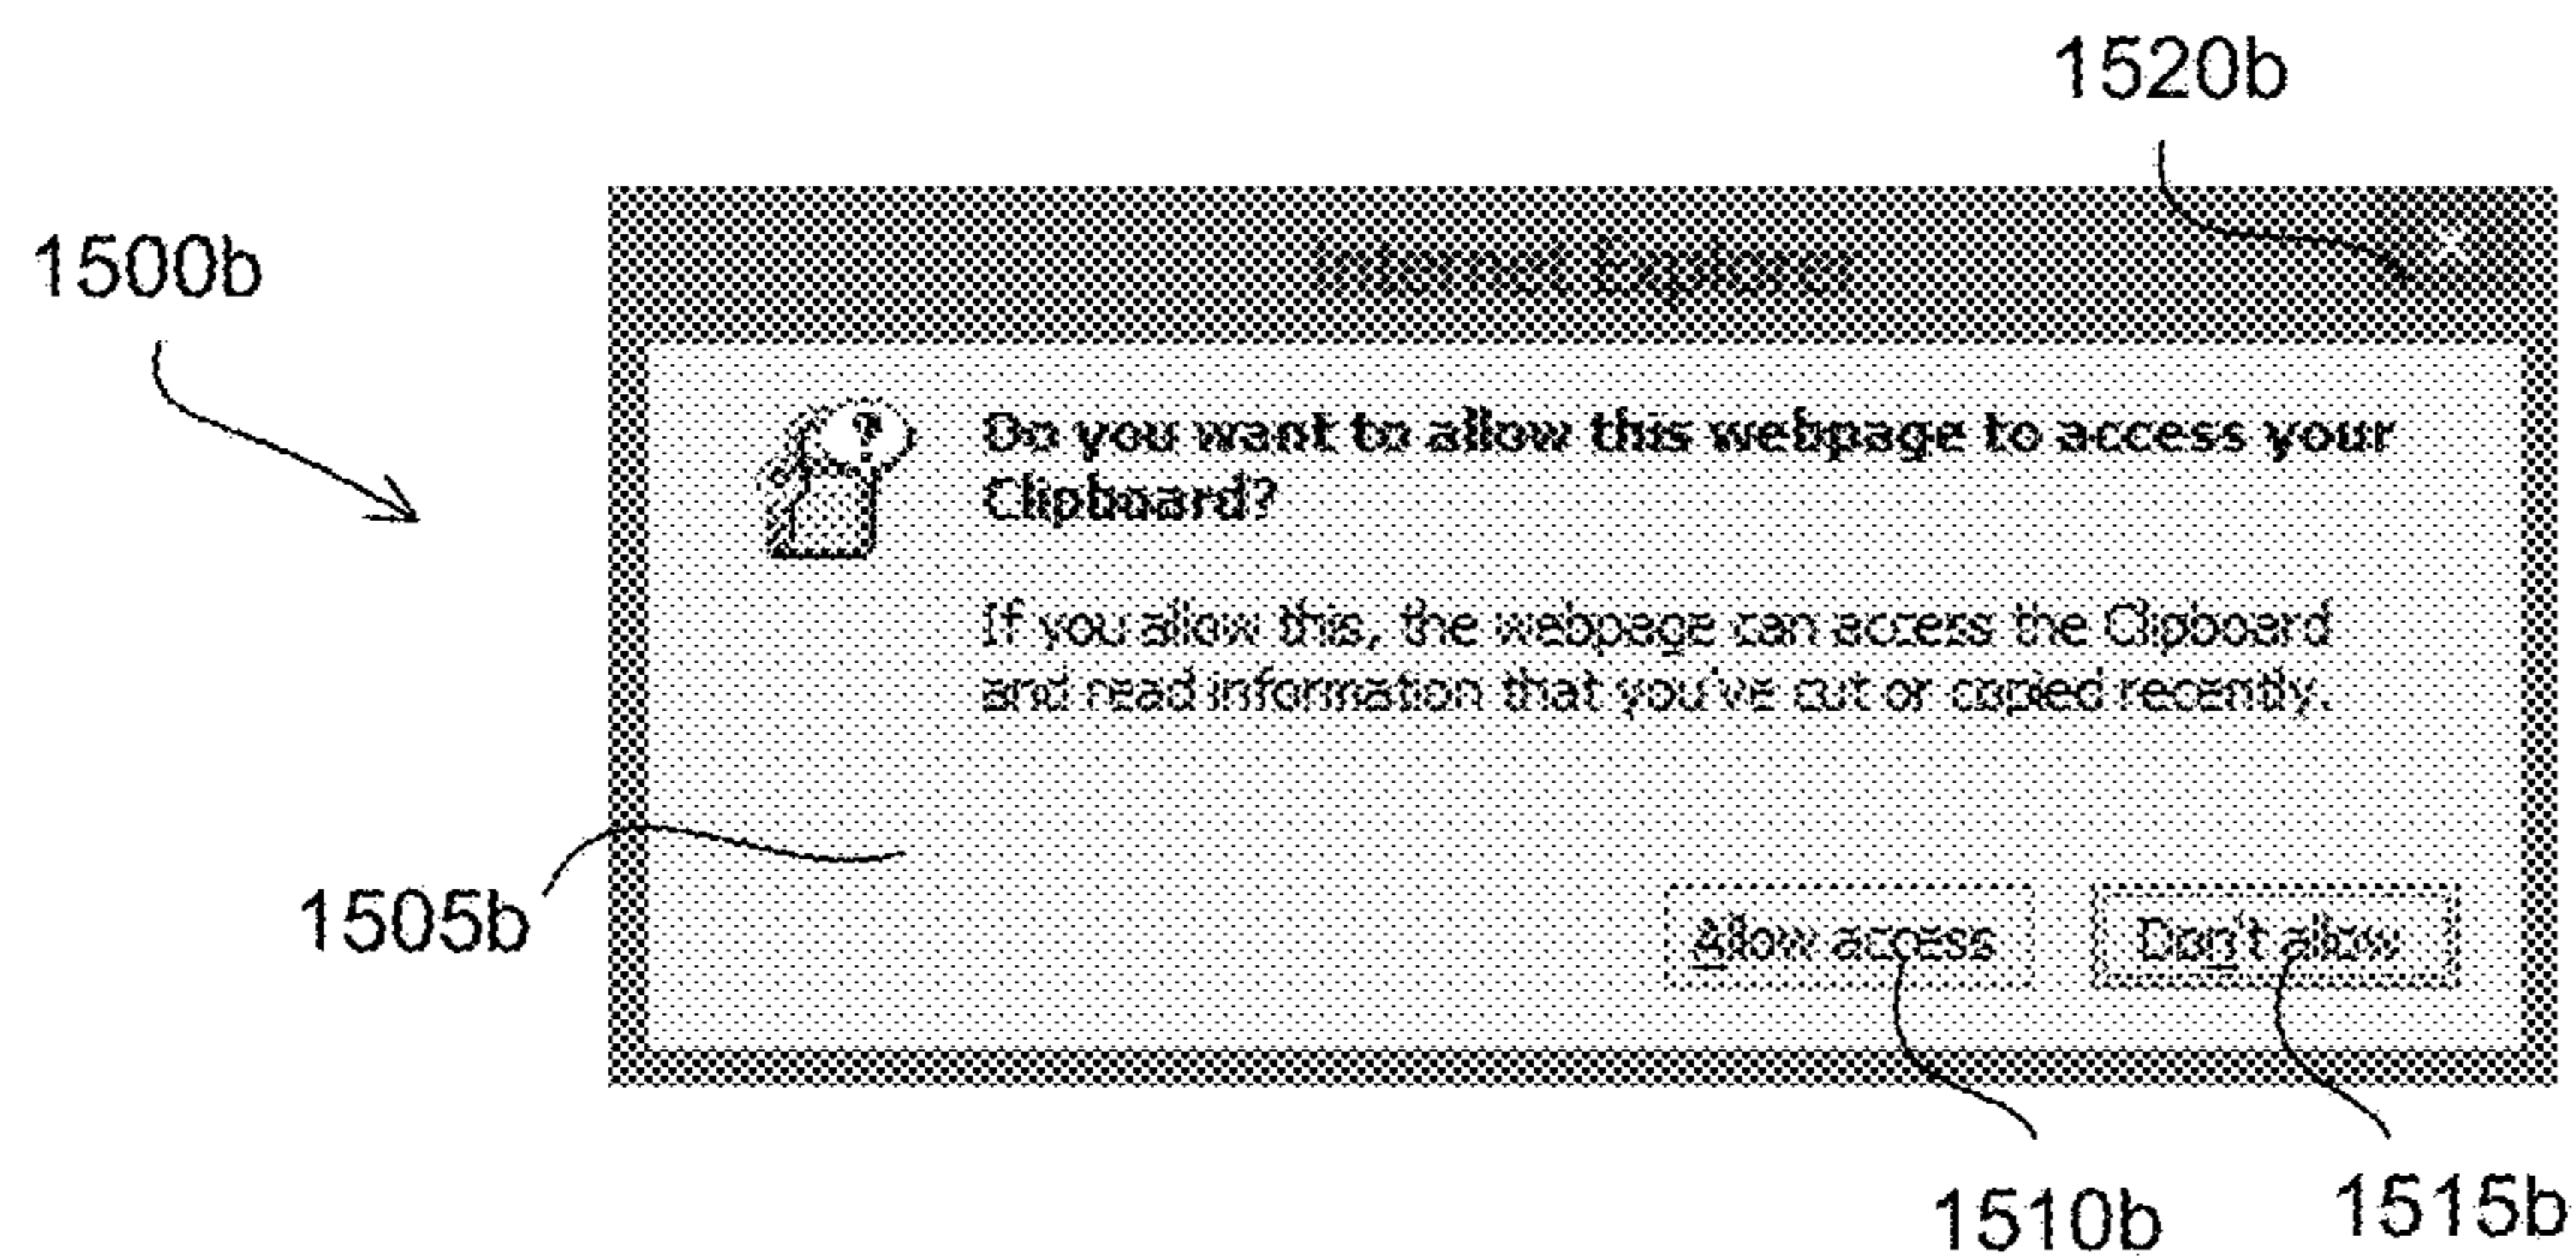 1520b
1500b
Internet Explorer
Do you want to allow this webpage to access your
Clipboard?
If you allow this, the webpage can access the Clipboard
and read information that you've cut or copied recently.
1505b
Allow access
Don't allow
1510b
1515b